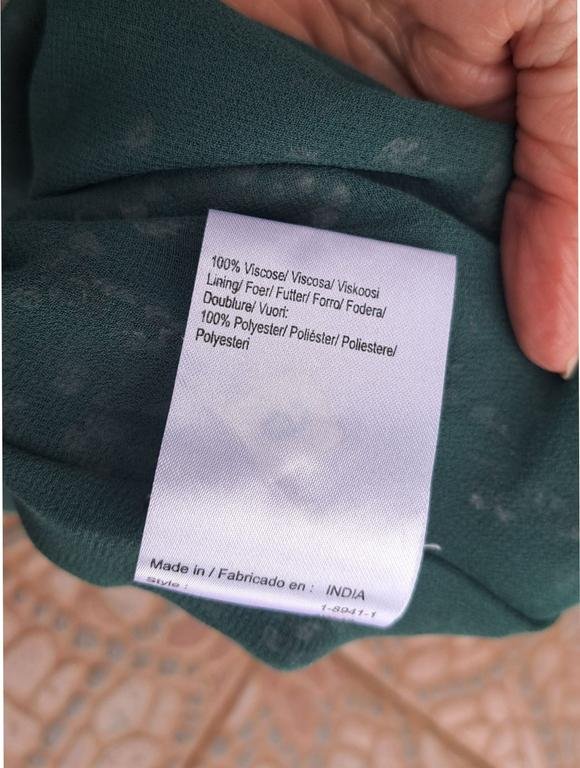 100% Viscose/ Viscosa/ Viskoosi
Lining/ Foer/ Futter/ Forro/ Fodera/
Doublure/ Vuori:
100% Polyester/ Poliéster/ Poliestere/
Polyesteri
Made in / Fabricado en : INDIA
Style : 1-8941-1